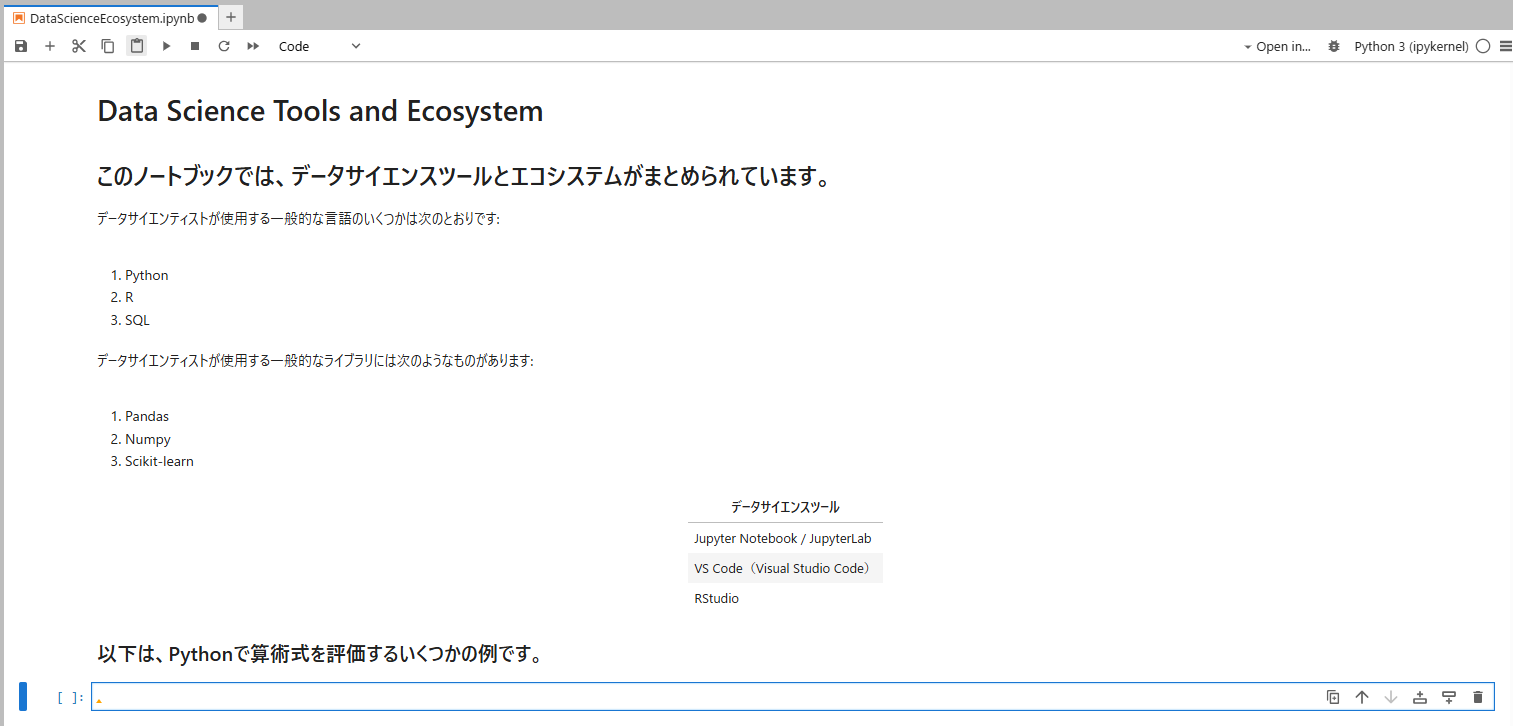 DataScienceEcosystem.ipynb
Code
Open in...
Python 3 (ipykernel)
Data Science Tools and Ecosystem
このノートブックでは、データサイエンスツールとエコシステムがまとめられています。
データサイエンティストが使用する一般的な言語のいくつかは次のとおりです:
1. Python
2. R
3. SQL
データサイエンティストが使用する一般的なライブラリには次のようなものがあります:
1. Pandas
2. Numpy
3. Scikit-learn
データサイエンスツール
Jupyter Notebook / JupyterLab
VS Code（Visual Studio Code）
RStudio
以下は、Pythonで算術式を評価するいくつかの例です。
[ ]: